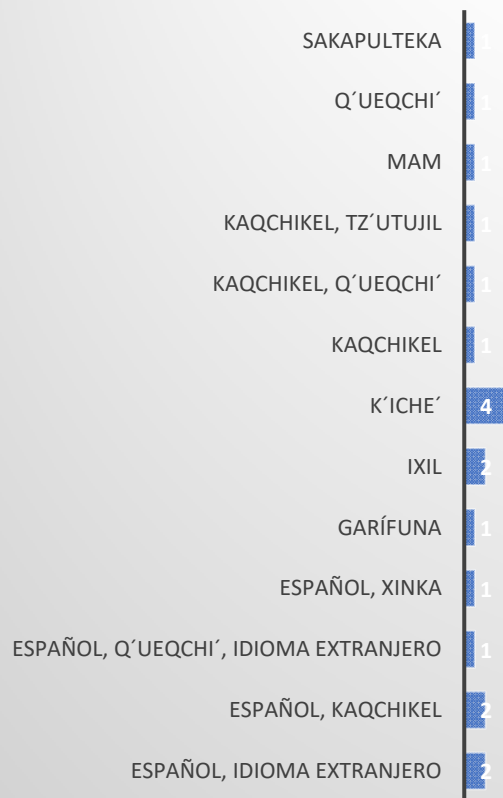 SAKAPULTEKA 1
Q´UEQCHI´ 1
MAM 1
KAQCHIKEL, TZ´UTUJIL 1
KAQCHIKEL, Q´UEQCHI´ 1
KAQCHIKEL 1
K´ICHE´ 4
IXIL 2
GARÍFUNA 1
ESPAÑOL, XINKA 1
ESPAÑOL, Q´UEQCHI´, IDIOMA EXTRANJERO 1
ESPAÑOL, KAQCHIKEL 2
ESPAÑOL, IDIOMA EXTRANJERO 2